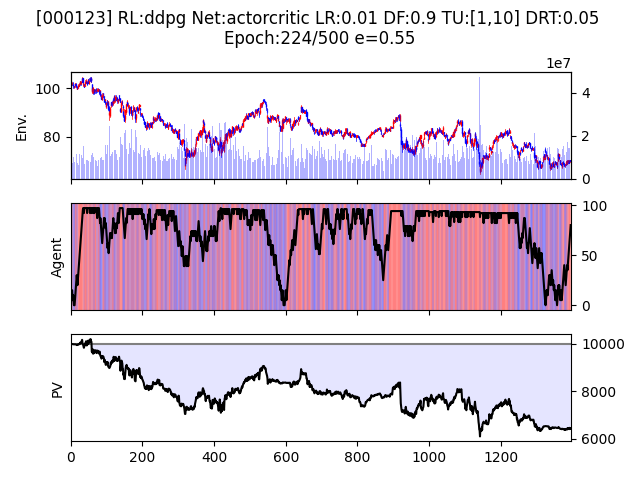 [000123] RL:ddpg Net:actorcritic LR:0.01 DF:0.9 TU:[1,10] DRT:0.05
Epoch:224/500 e=0.55
1e7
Env.
100
80
4
2
0
Agent
100
50
0
PV
10000
8000
6000
0 200 400 600 800 1000 1200